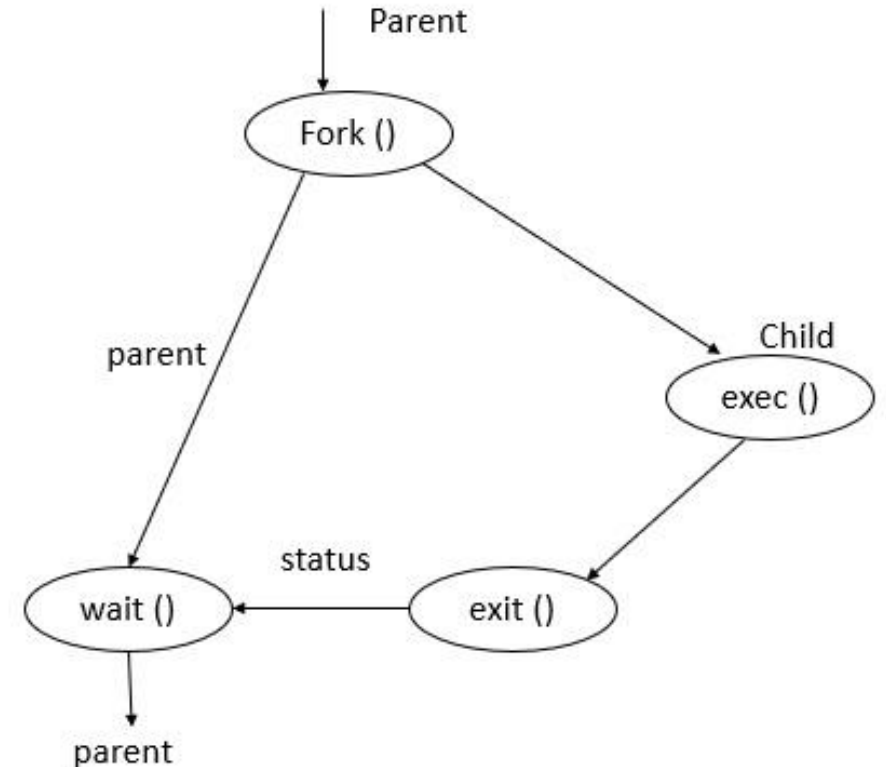 Parent
Fork ()
Child
parent
exec ()
status
wait ()
exit ()
parent